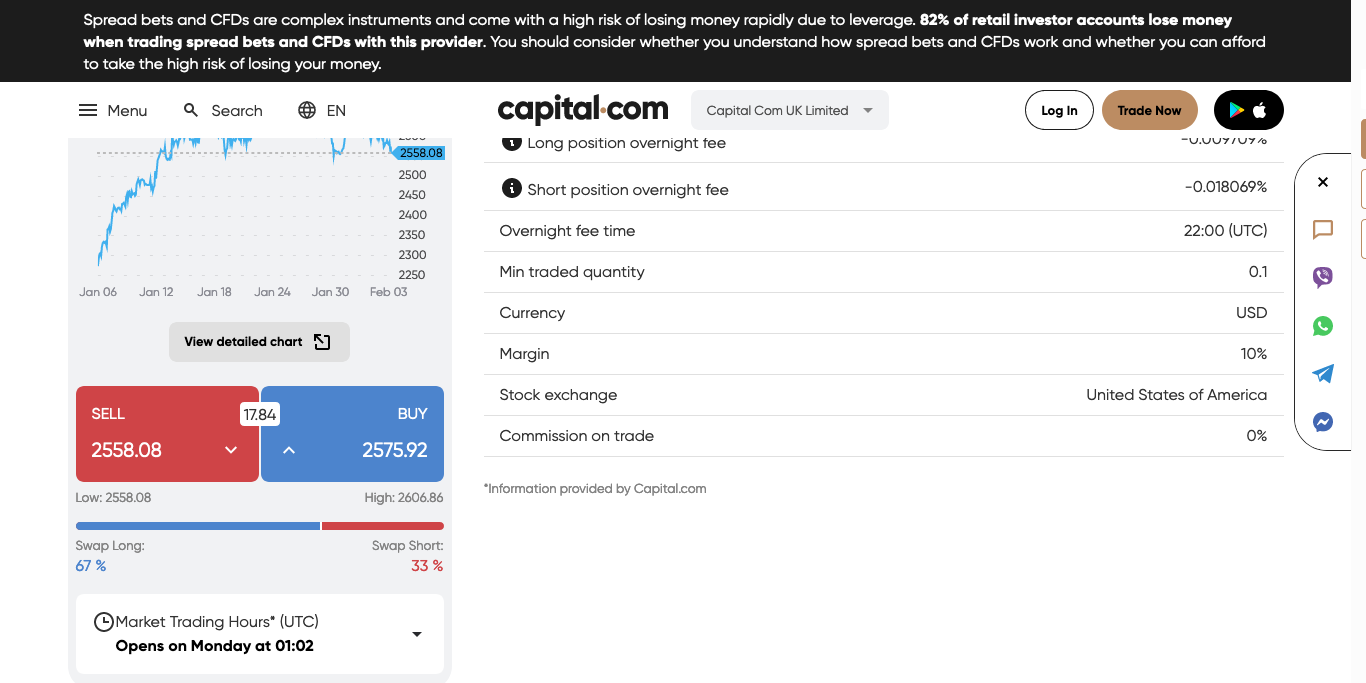 Spread bets and CFDs are complex instruments and come with a high risk of losing money rapidly due to leverage. 82% of retail investor accounts lose money
when trading spread bets and CFDs with this provider. You should consider whether you understand how spread bets and CFDs work and whether you can afford
to take the high risk of losing your money.
Menu
Search
EN
capital.com
Capital Com UK Limited
Log In
Trade Now
2558.08
2500
2450
2400
2350
2300
2250
Jan 06
Jan 12
Jan 18
Jan 24
Jan 30
Feb 03
View detailed chart
SELL
2558.08
17.84
BUY
2575.92
Low: 2558.08
High: 2606.86
Swap Long:
67 %
Swap Short:
33 %
Market Trading Hours* (UTC)
Opens on Monday at 01:02
Long position overnight fee
-0.009709%
Short position overnight fee
-0.018069%
Overnight fee time
22:00 (UTC)
Min traded quantity
0.1
Currency
USD
Margin
10%
Stock exchange
United States of America
Commission on trade
0%
*Information provided by Capital.com